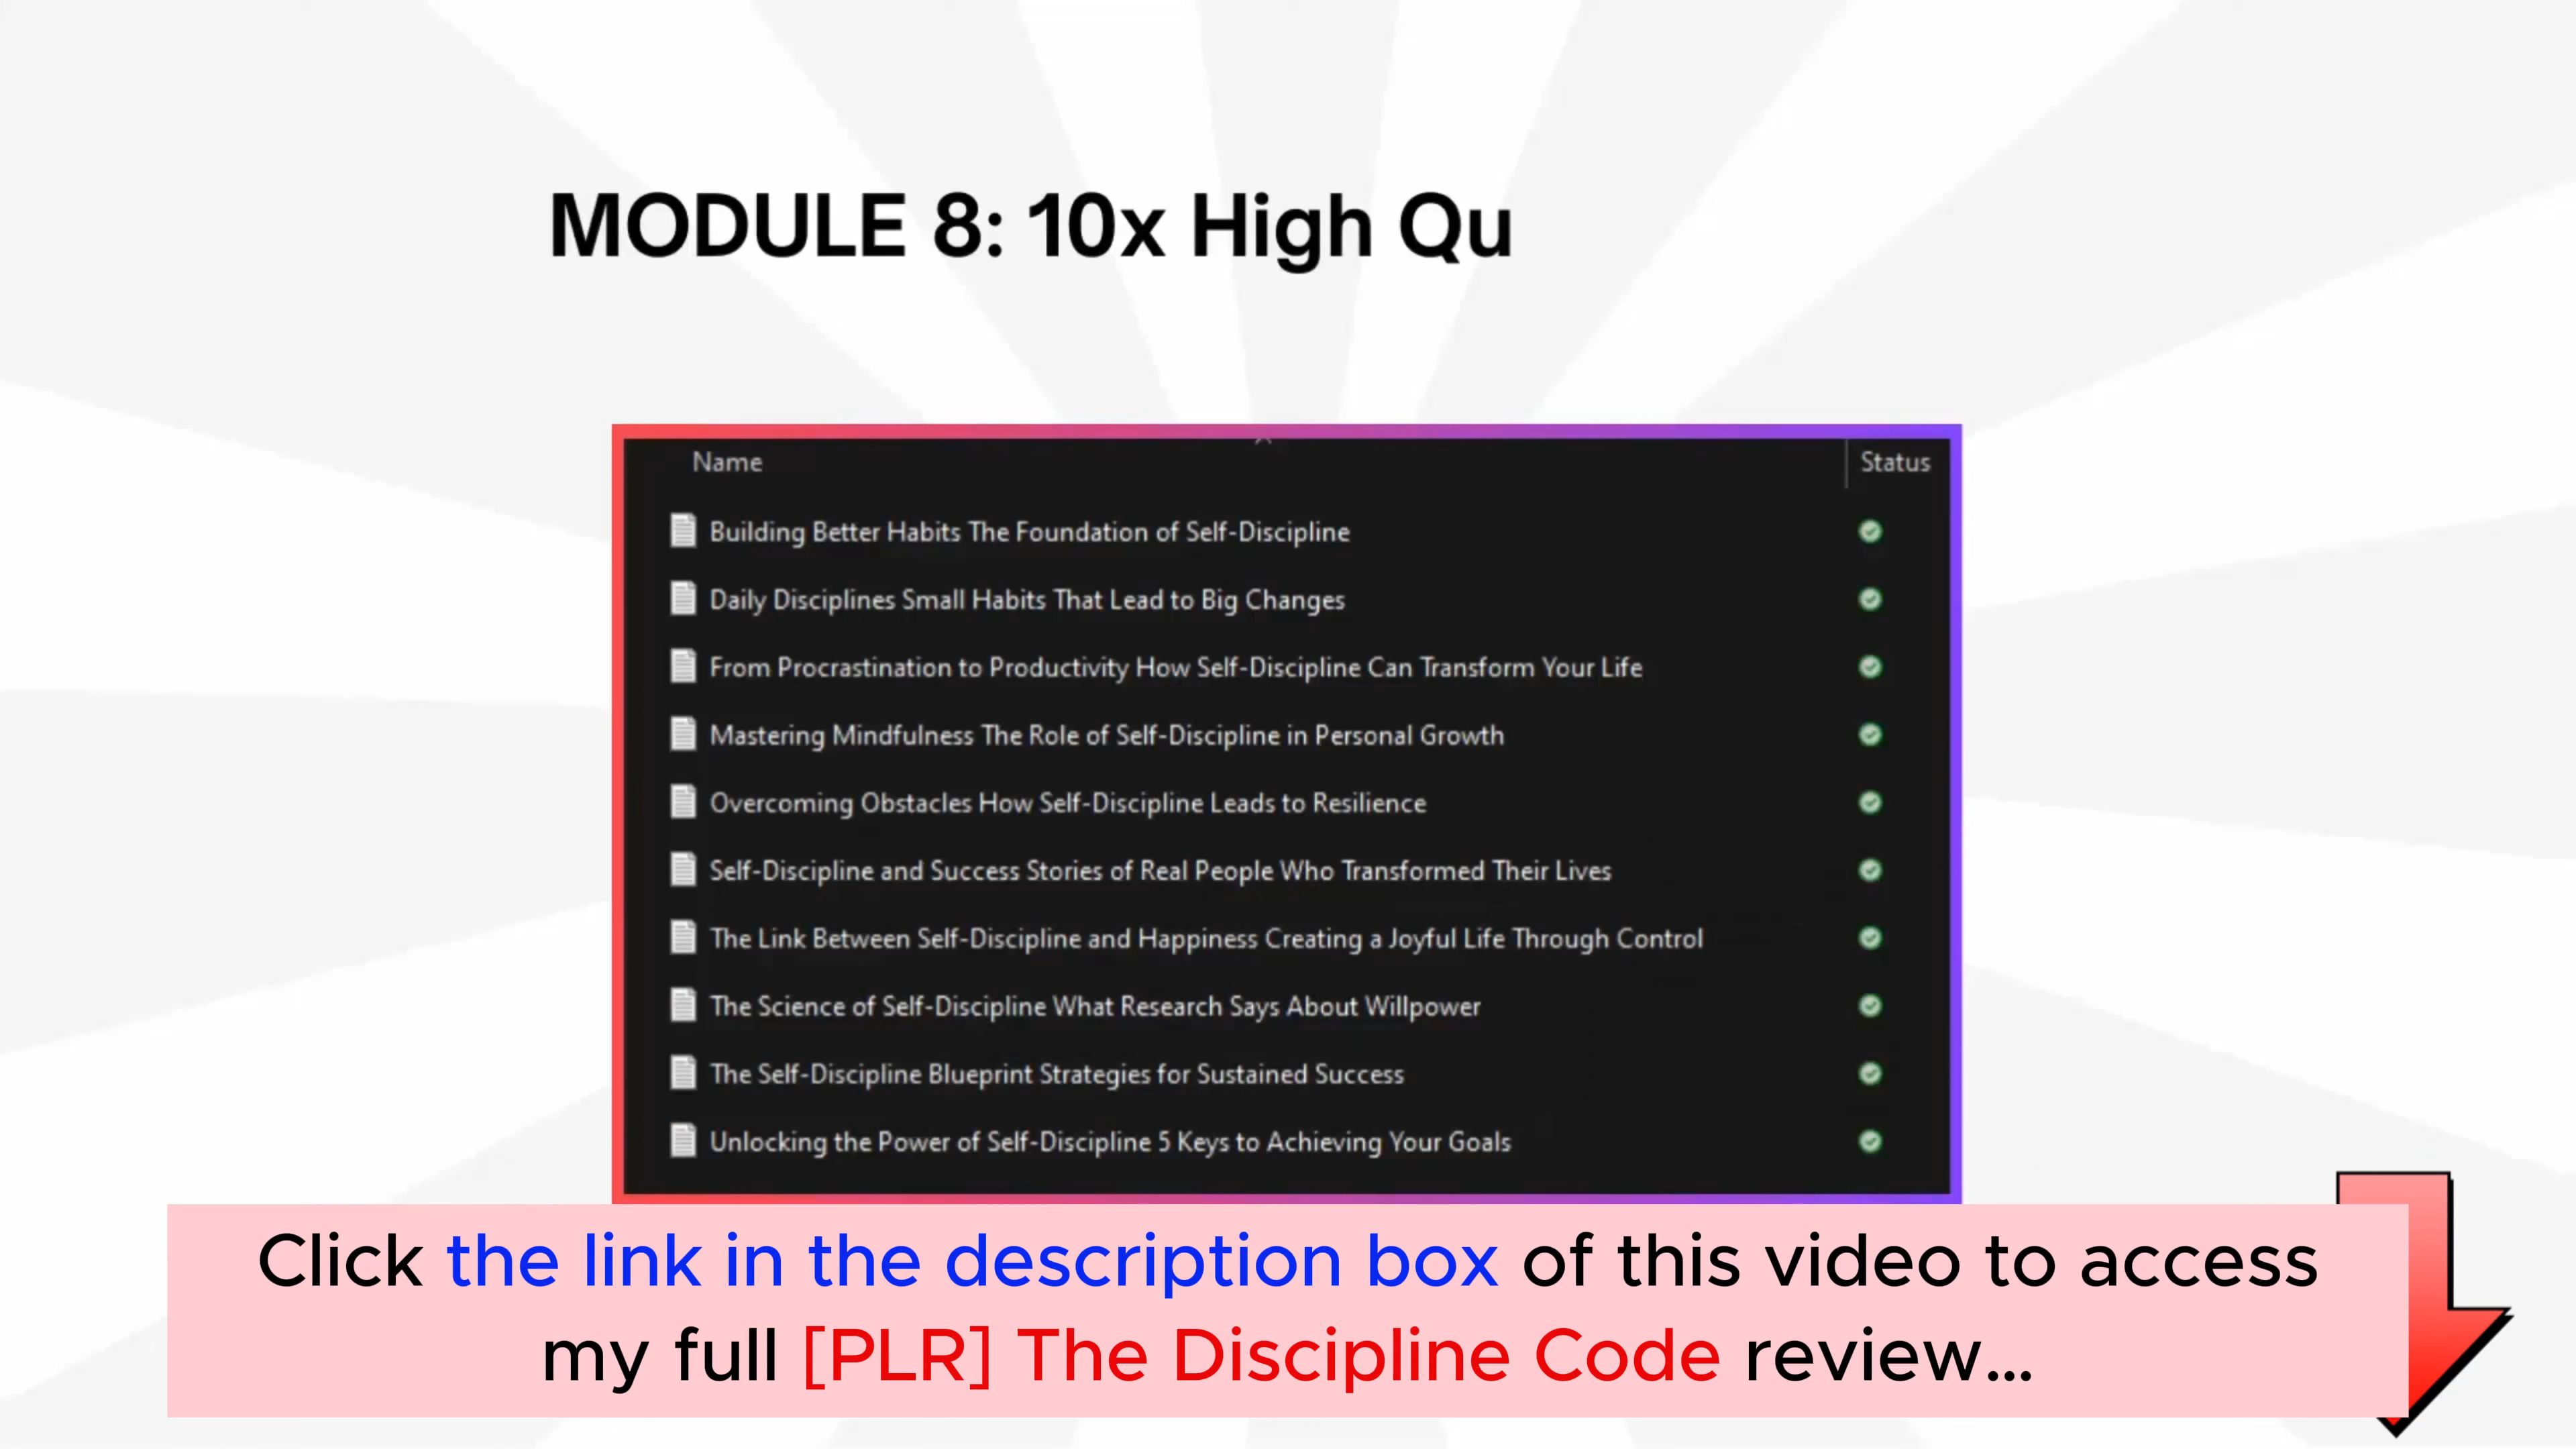 MODULE 8: 10x High Qu
Name Status
Building Better Habits The Foundation of Self-Discipline
Daily Disciplines Small Habits That Lead to Big Changes
From Procrastination to Productivity How Self-Discipline Can Transform Your Life
Mastering Mindfulness The Role of Self-Discipline in Personal Growth
Overcoming Obstacles How Self-Discipline Leads to Resilience
Self-Discipline and Success Stories of Real People Who Transformed Their Lives
The Link Between Self-Discipline and Happiness Creating a Joyful Life Through Control
The Science of Self-Discipline What Research Says About Willpower
The Self-Discipline Blueprint Strategies for Sustained Success
Unlocking the Power of Self-Discipline 5 Keys to Achieving Your Goals
Click the link in the description box of this video to access
my full [PLR] The Discipline Code review...